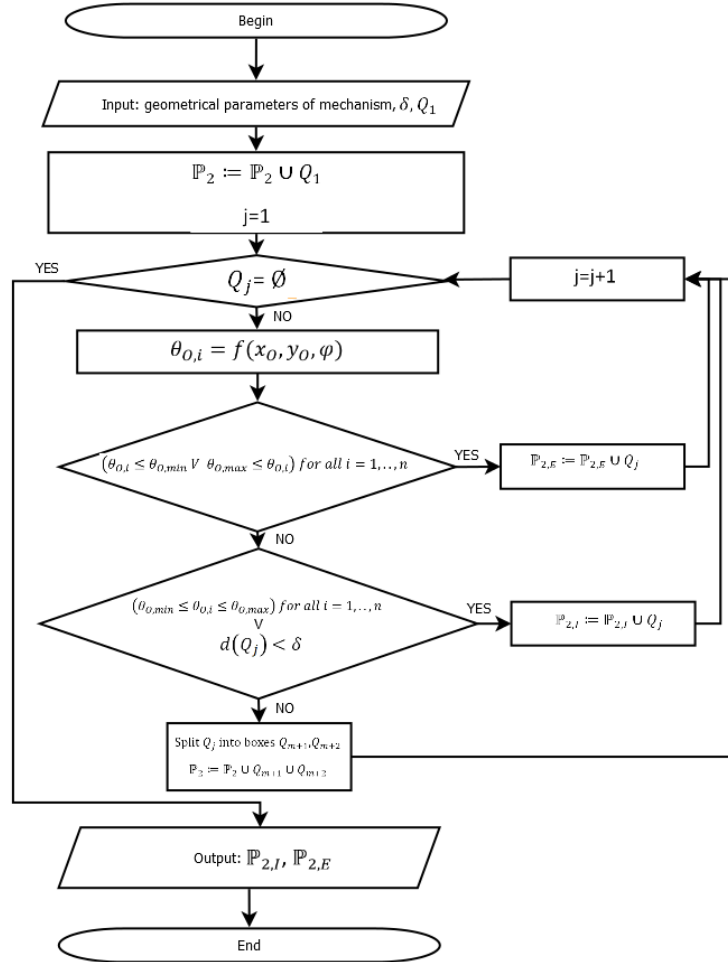 Begin
Input: geometrical parameters of mechanism, δ, Q₁
ℙ₂ ≔ ℙ₂ ∪ Q₁
j=1
YES
Qⱼ = Ø
j=j+1
NO
θ_{O,i} = f(x_O, y_O, φ)
(θ_{O,i} ≤ θ_{O,min} V θ_{O,max} ≤ θ_{O,i}) for all i = 1,..,n
YES
ℙ_{2,E} ≔ ℙ_{2,E} ∪ Qⱼ
NO
(θ_{O,min} ≤ θ_{O,i} ≤ θ_{O,max}) for all i = 1,..,n
V
d(Qⱼ) < δ
YES
ℙ_{2,I} ≔ ℙ_{2,I} ∪ Qⱼ
NO
Split Qⱼ into boxes Q_{m+1},Q_{m+2}
ℙ₂ ≔ ℙ₂ ∪ Q_{m+1} ∪ Q_{m+2}
Output: ℙ_{2,I}, ℙ_{2,E}
End